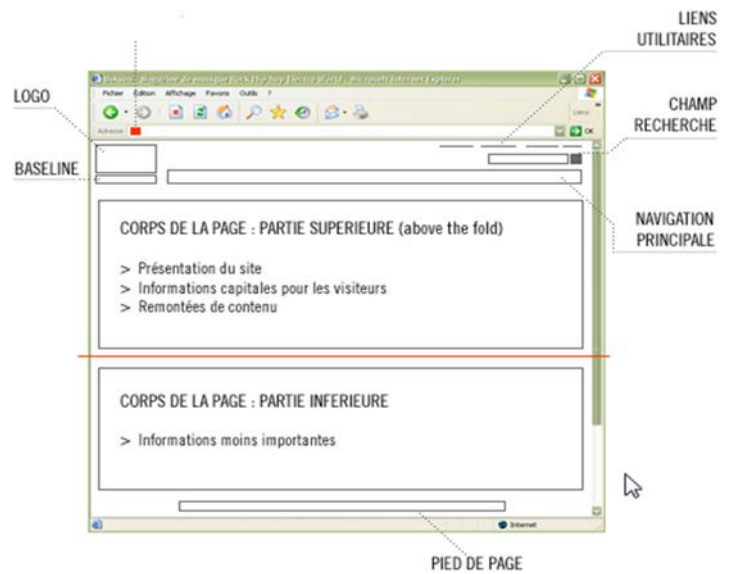 LIENS
UTILITAIRES
LOGO
Fichier Edition Affichage Favoris Outils ?
CHAMP
RECHERCHE
Liens
Adresse
OK
BASELINE
CORPS DE LA PAGE : PARTIE SUPERIEURE (above the fold)
NAVIGATION
PRINCIPALE
> Présentation du site
> Informations capitales pour les visiteurs
> Remontées de contenu
CORPS DE LA PAGE : PARTIE INFERIEURE
> Informations moins importantes
Internet
PIED DE PAGE